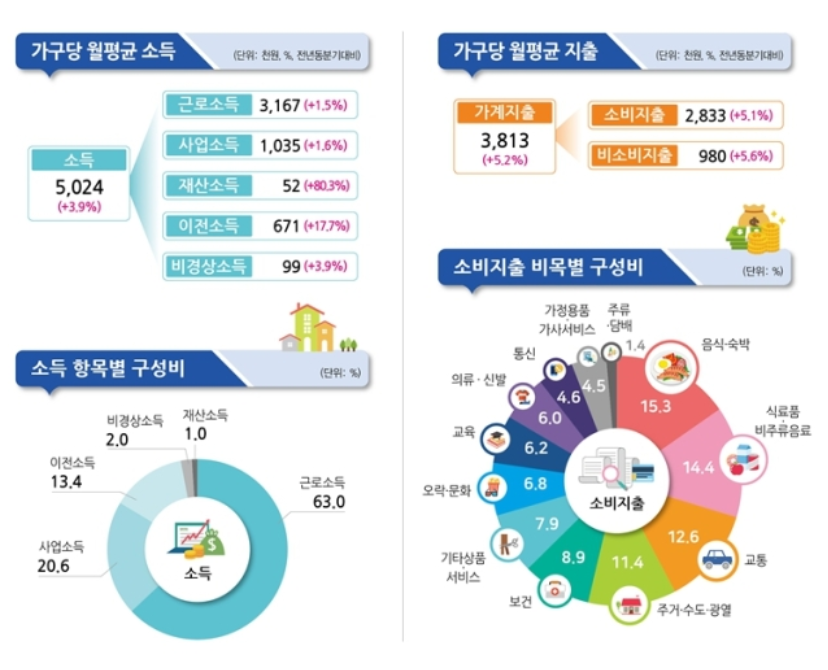 가구당 월평균 소득 (단위: 천원, %, 전년동분기대비)
소득
5,024
(+3.9%)
근로소득 3,167 (+1.5%)
사업소득 1,035 (+1.6%)
재산소득 52 (+80.3%)
이전소득 671 (+17.7%)
비경상소득 99 (+3.9%)
소득 항목별 구성비 (단위: %)
비경상소득
2.0
재산소득
1.0
이전소득
13.4
근로소득
63.0
사업소득
20.6
소득
가구당 월평균 지출 (단위: 천원, %, 전년동분기대비)
가계지출
3,813
(+5.2%)
소비지출 2,833 (+5.1%)
비소비지출 980 (+5.6%)
소비지출 비목별 구성비 (단위: %)
가정용품·
가사서비스
4.5
주류
·담배
1.4
음식·숙박
15.3
식료품·
비주류음료
14.4
교통
12.6
주거·수도·광열
11.4
보건
8.9
기타상품·
서비스
7.9
오락·문화
6.8
교육
6.2
의류·신발
6.0
통신
4.6
소비지출